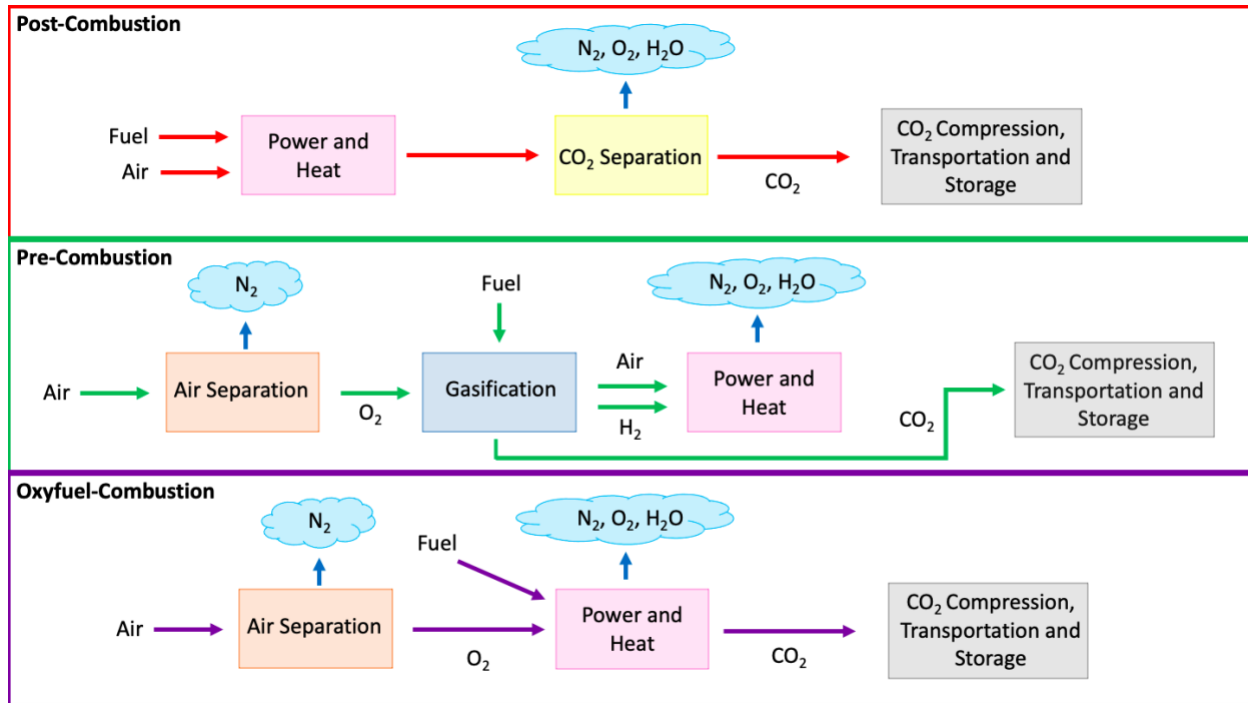 Post-Combustion
N₂, O₂, H₂O
Fuel
Air
Power and
Heat
CO₂ Separation
CO₂
CO₂ Compression,
Transportation and
Storage
Pre-Combustion
N₂
Fuel
N₂, O₂, H₂O
Air
Air Separation
O₂
Gasification
Air
H₂
Power and
Heat
CO₂
CO₂ Compression,
Transportation and
Storage
Oxyfuel-Combustion
N₂
Fuel
N₂, O₂, H₂O
Air
Air Separation
O₂
Power and
Heat
CO₂
CO₂ Compression,
Transportation and
Storage